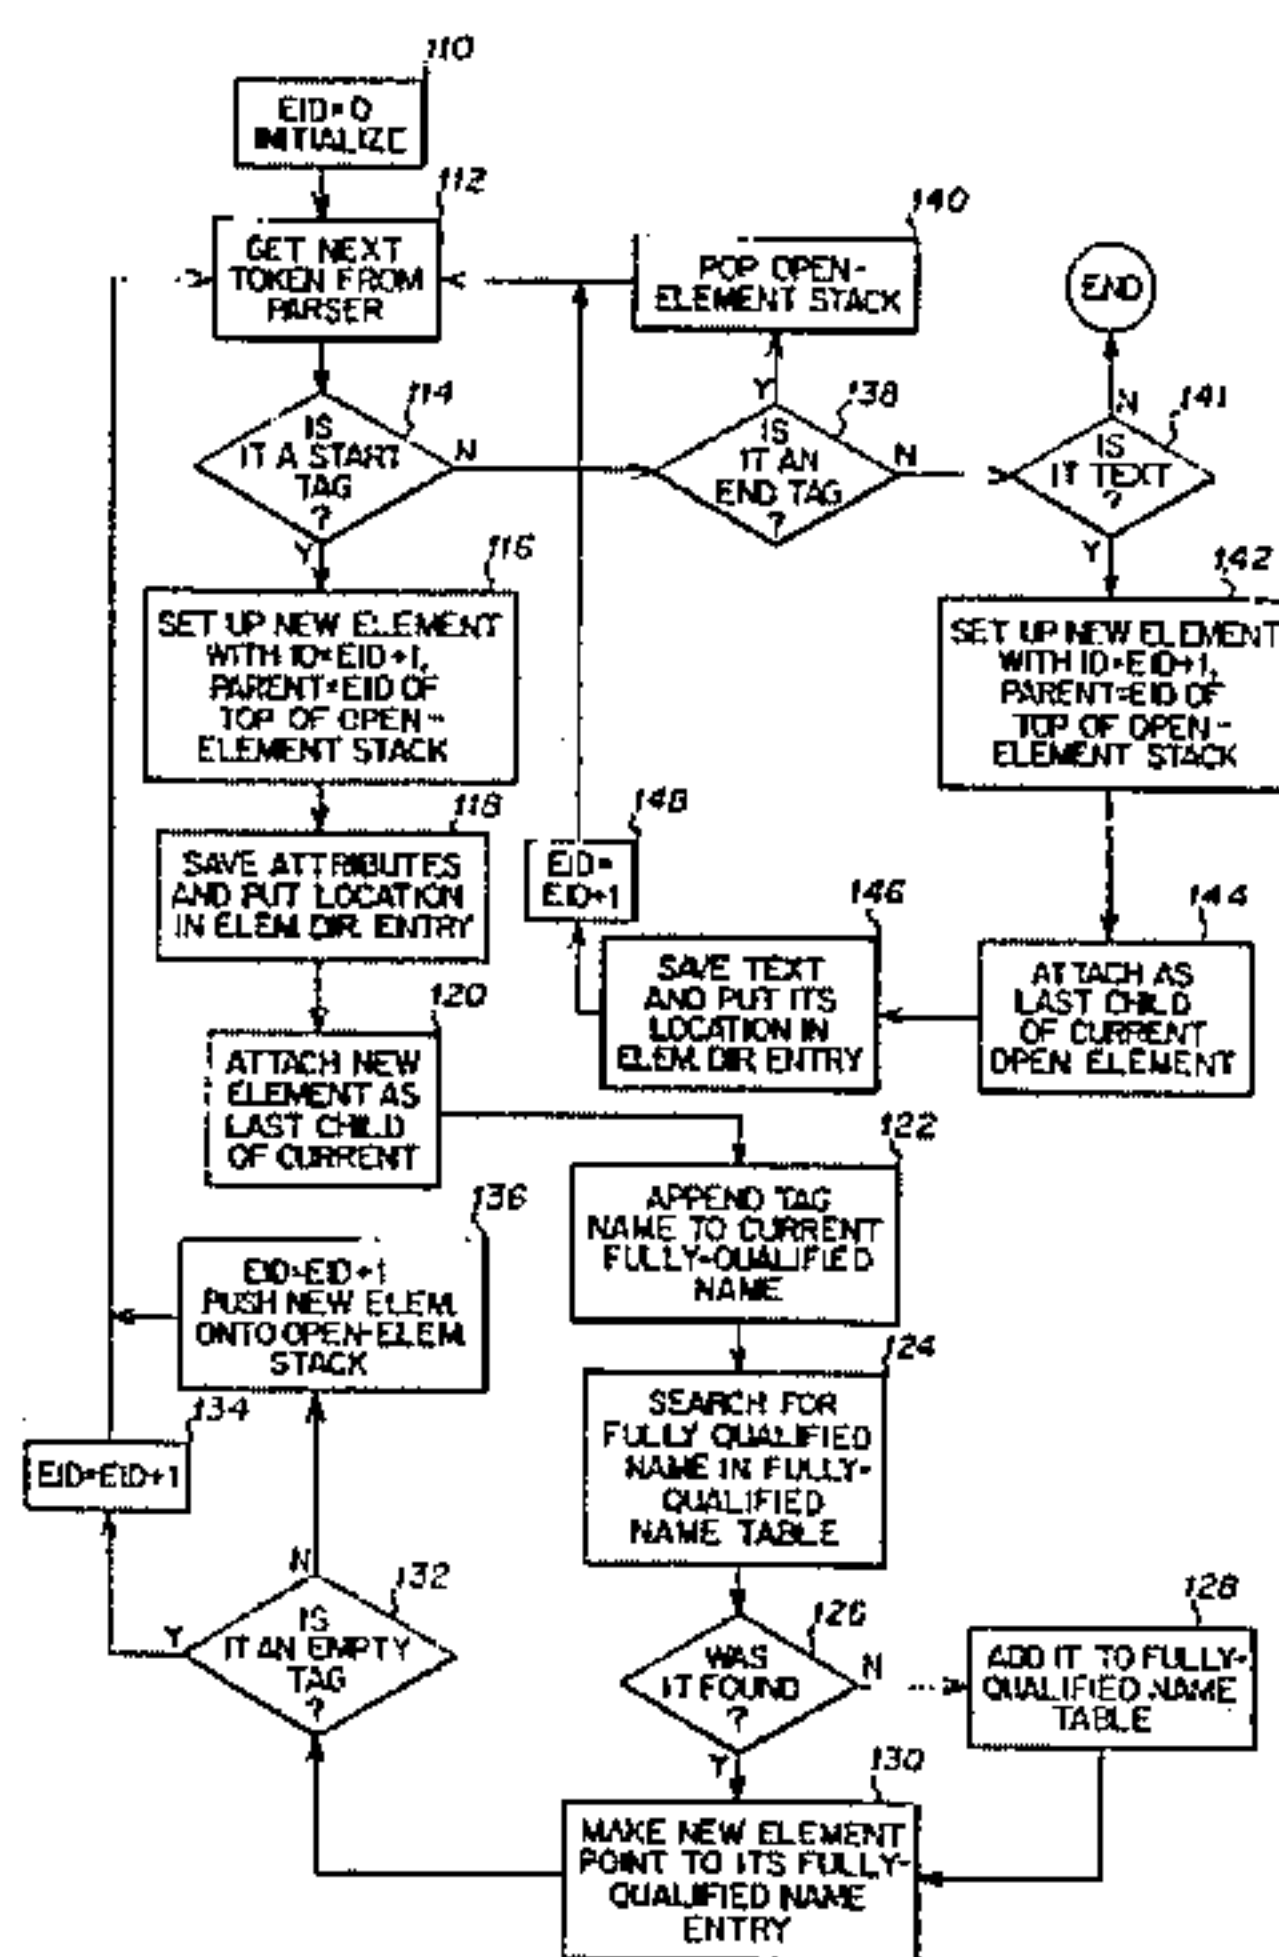 110
EID=0
INITIALIZE
112
GET NEXT
TOKEN FROM
PARSER
114
IS
IT A START
TAG
?
N
Y
140
POP OPEN-
ELEMENT STACK
END
Y
138
IS
IT AN
END TAG
?
N
N
141
IS
IT TEXT
?
Y
116
SET UP NEW ELEMENT
WITH ID=EID+1,
PARENT=EID OF
TOP OF OPEN-
ELEMENT STACK
142
SET UP NEW ELEMENT
WITH ID=EID+1,
PARENT=EID OF
TOP OF OPEN-
ELEMENT STACK
118
SAVE ATTRIBUTES
AND PUT LOCATION
IN ELEM. DIR. ENTRY
148
EID=
EID+1
146
SAVE TEXT
AND PUT ITS
LOCATION IN
ELEM. DIR ENTRY
144
ATTACH AS
LAST CHILD
OF CURRENT
OPEN ELEMENT
120
ATTACH NEW
ELEMENT AS
LAST CHILD
OF CURRENT
122
APPEND TAG
NAME TO CURRENT
FULLY-QUALIFIED
NAME
136
EID=EID+1
PUSH NEW ELEM.
ONTO OPEN-ELEM.
STACK
124
SEARCH FOR
FULLY QUALIFIED
NAME IN FULLY-
QUALIFIED
NAME TABLE
134
EID=EID+1
N
132
IS
IT AN EMPTY
TAG
?
Y
126
WAS
IT FOUND
?
N
Y
128
ADD IT TO FULLY-
QUALIFIED NAME
TABLE
130
MAKE NEW ELEMENT
POINT TO ITS FULLY-
QUALIFIED NAME
ENTRY